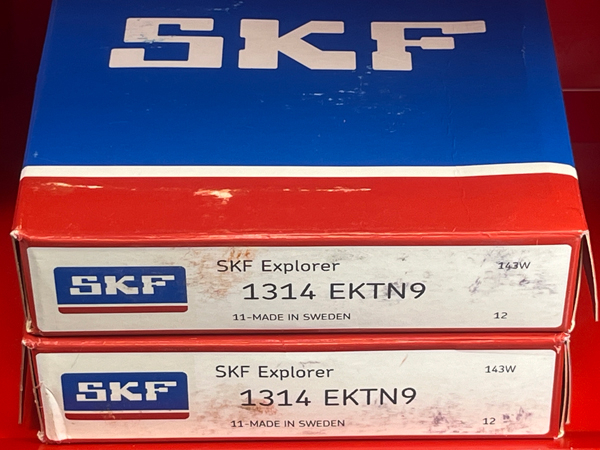 SKF
SKF
SKF Explorer
143W
1314 EKTN9
11-MADE IN SWEDEN
12
SKF
SKF Explorer
143W
1314 EKTN9
11-MADE IN SWEDEN
12